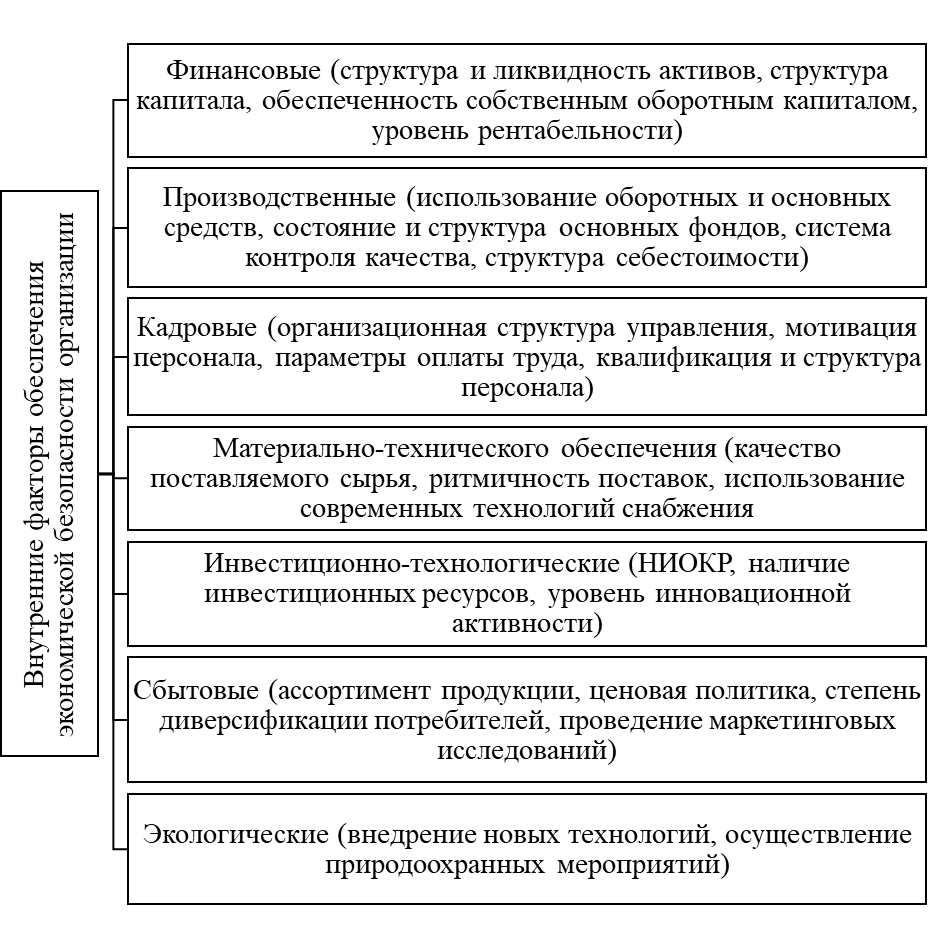 Внутренние факторы обеспечения
экономической безопасности организации
Финансовые (структура и ликвидность активов, структура
капитала, обеспеченность собственным оборотным капиталом,
уровень рентабельности)
Производственные (использование оборотных и основных
средств, состояние и структура основных фондов, система
контроля качества, структура себестоимости)
Кадровые (организационная структура управления, мотивация
персонала, параметры оплаты труда, квалификация и структура
персонала)
Материально-технического обеспечения (качество
поставляемого сырья, ритмичность поставок, использование
современных технологий снабжения
Инвестиционно-технологические (НИОКР, наличие
инвестиционных ресурсов, уровень инновационной
активности)
Сбытовые (ассортимент продукции, ценовая политика, степень
диверсификации потребителей, проведение маркетинговых
исследований)
Экологические (внедрение новых технологий, осуществление
природоохранных мероприятий)